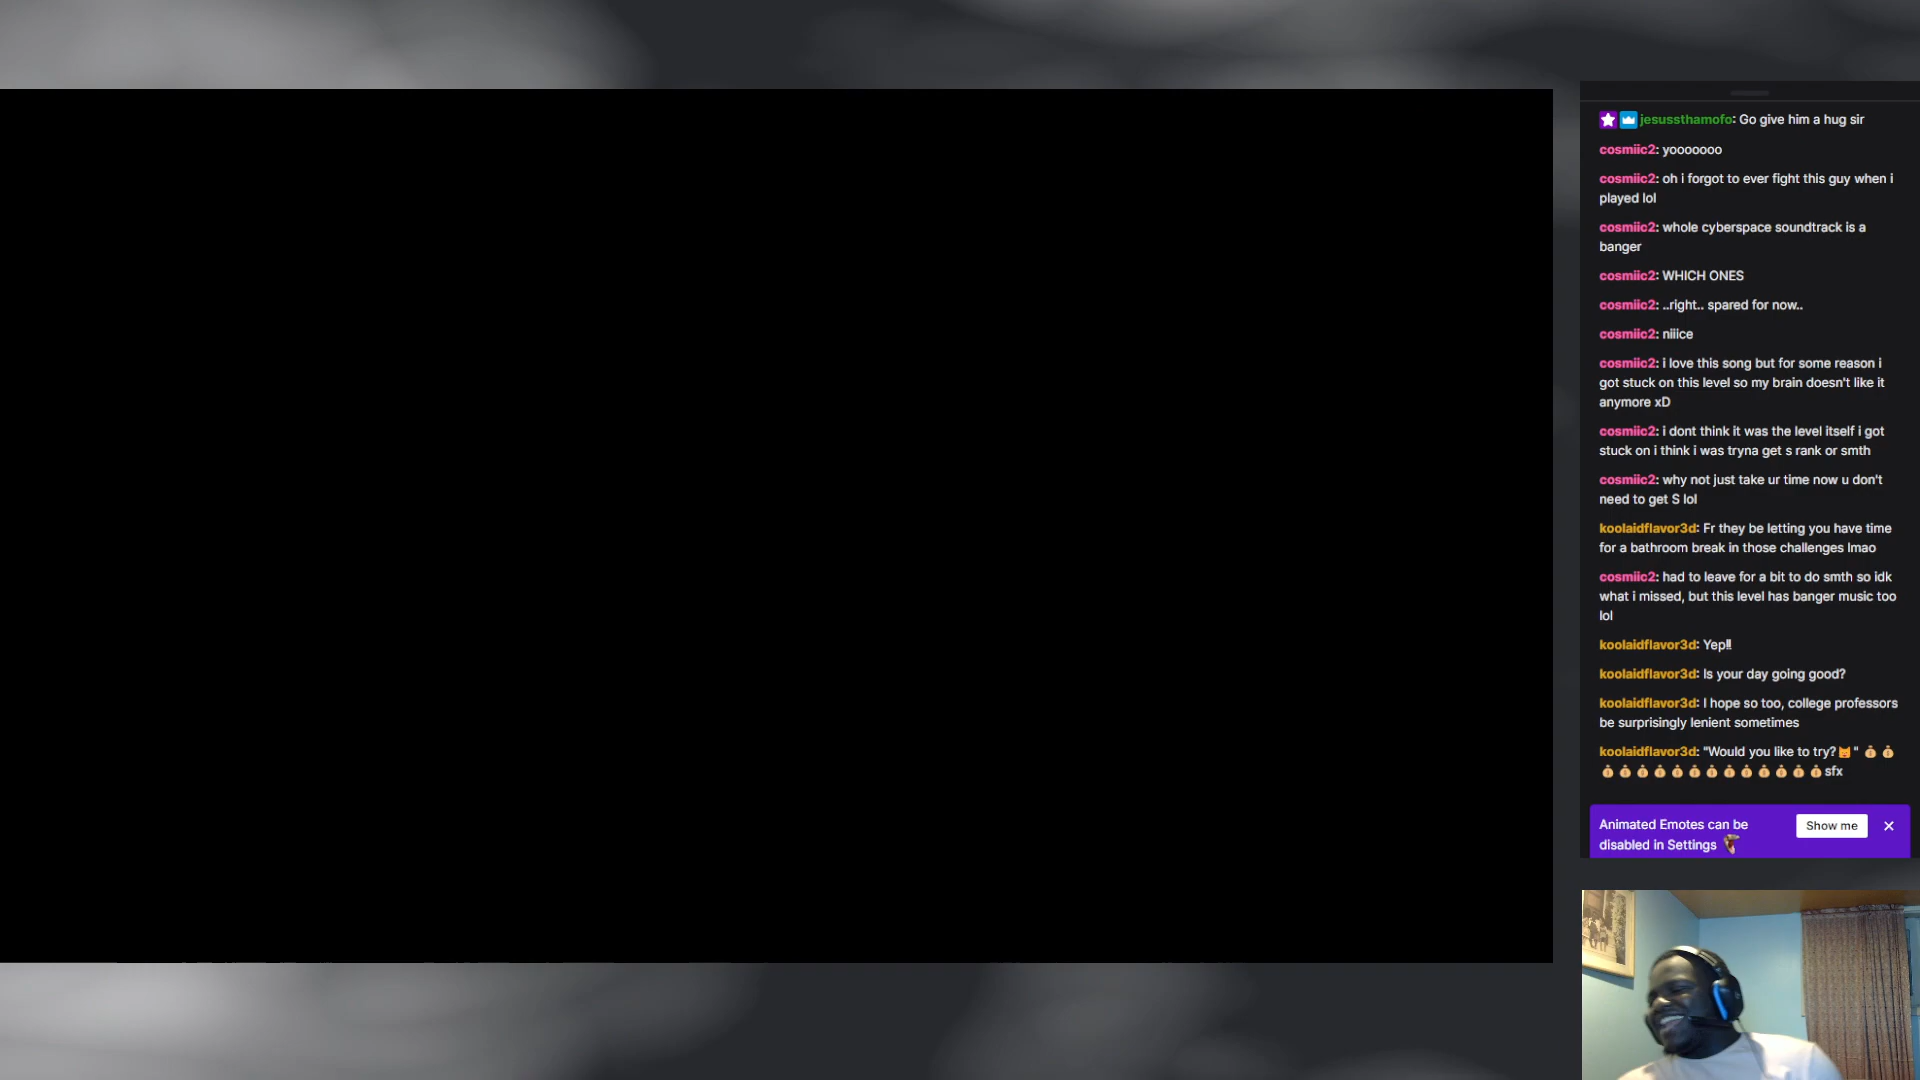 jesussthamofo: Go give him a hug sir
cosmiic2: yooooooo
cosmiic2: oh i forgot to ever fight this guy when i
played lol
cosmiic2: whole cyberspace soundtrack is a
banger
cosmiic2: WHICH ONES
cosmiic2: ..right.. spared for now..
cosmiic2: niiice
cosmiic2: i love this song but for some reason i
got stuck on this level so my brain doesn't like it
anymore xD
cosmiic2: i dont think it was the level itself i got
stuck on i think i was tryna get s rank or smth
cosmiic2: why not just take ur time now u don't
need to get S lol
koolaidflavor3d: Fr they be letting you have time
for a bathroom break in those challenges lmao
cosmiic2: had to leave for a bit to do smth so idk
what i missed, but this level has banger music too
lol
koolaidflavor3d: Yep!!
koolaidflavor3d: Is your day going good?
koolaidflavor3d: I hope so too, college professors
be surprisingly lenient sometimes
koolaidflavor3d: "Would you like to try?😼" 💰💰
💰💰💰💰💰💰💰💰💰💰💰💰💰sfx
Animated Emotes can be
disabled in Settings
Show me